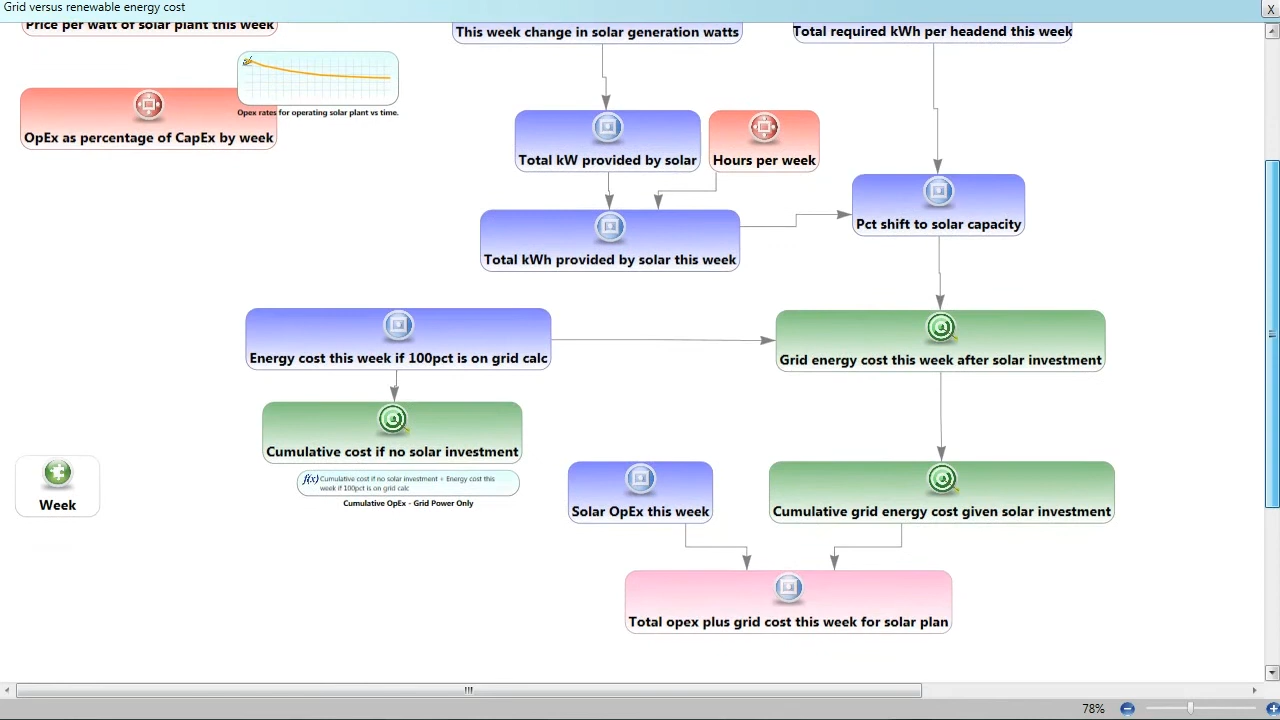 Grid versus renewable energy cost
X
Price per watt of solar plant this week
This week change in solar generation watts
Total required kWh per headend this week
Opex rates for operating solar plant vs time.
OpEx as percentage of CapEx by week
Total kW provided by solar
Hours per week
Pct shift to solar capacity
Total kWh provided by solar this week
Energy cost this week if 100pct is on grid calc
Grid energy cost this week after solar investment
Cumulative cost if no solar investment
f(x) Cumulative cost if no solar investment + Energy cost this
week if 100pct is on grid calc
Cumulative OpEx - Grid Power Only
Week
Solar OpEx this week
Cumulative grid energy cost given solar investment
Total opex plus grid cost this week for solar plan
78%